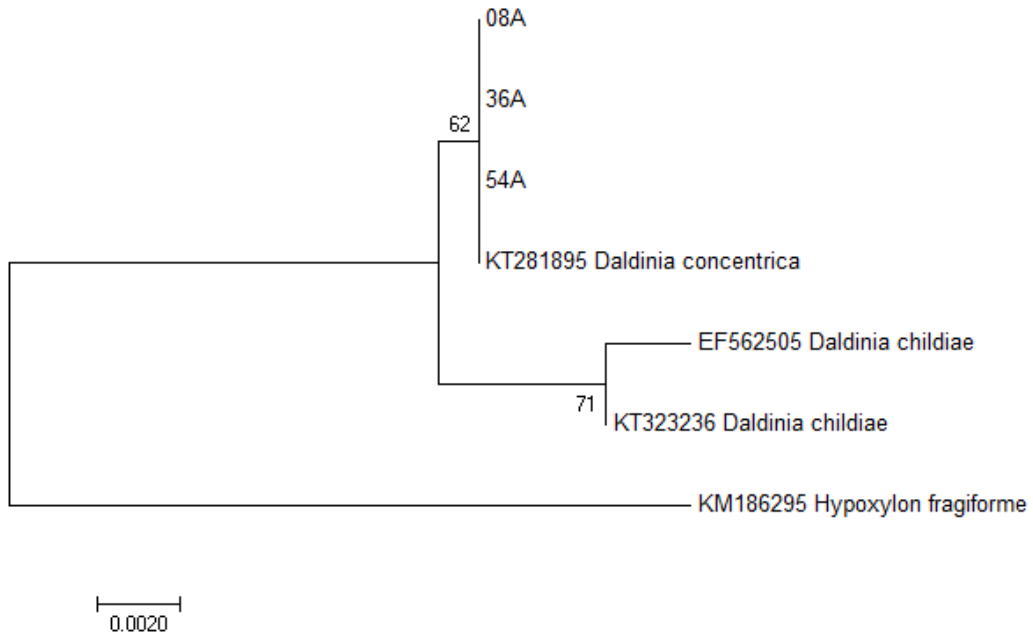 08A
36A
62
54A
KT281895 Daldinia concentrica
EF562505 Daldinia childiae
71
KT323236 Daldinia childiae
KM186295 Hypoxylon fragiforme
0.0020